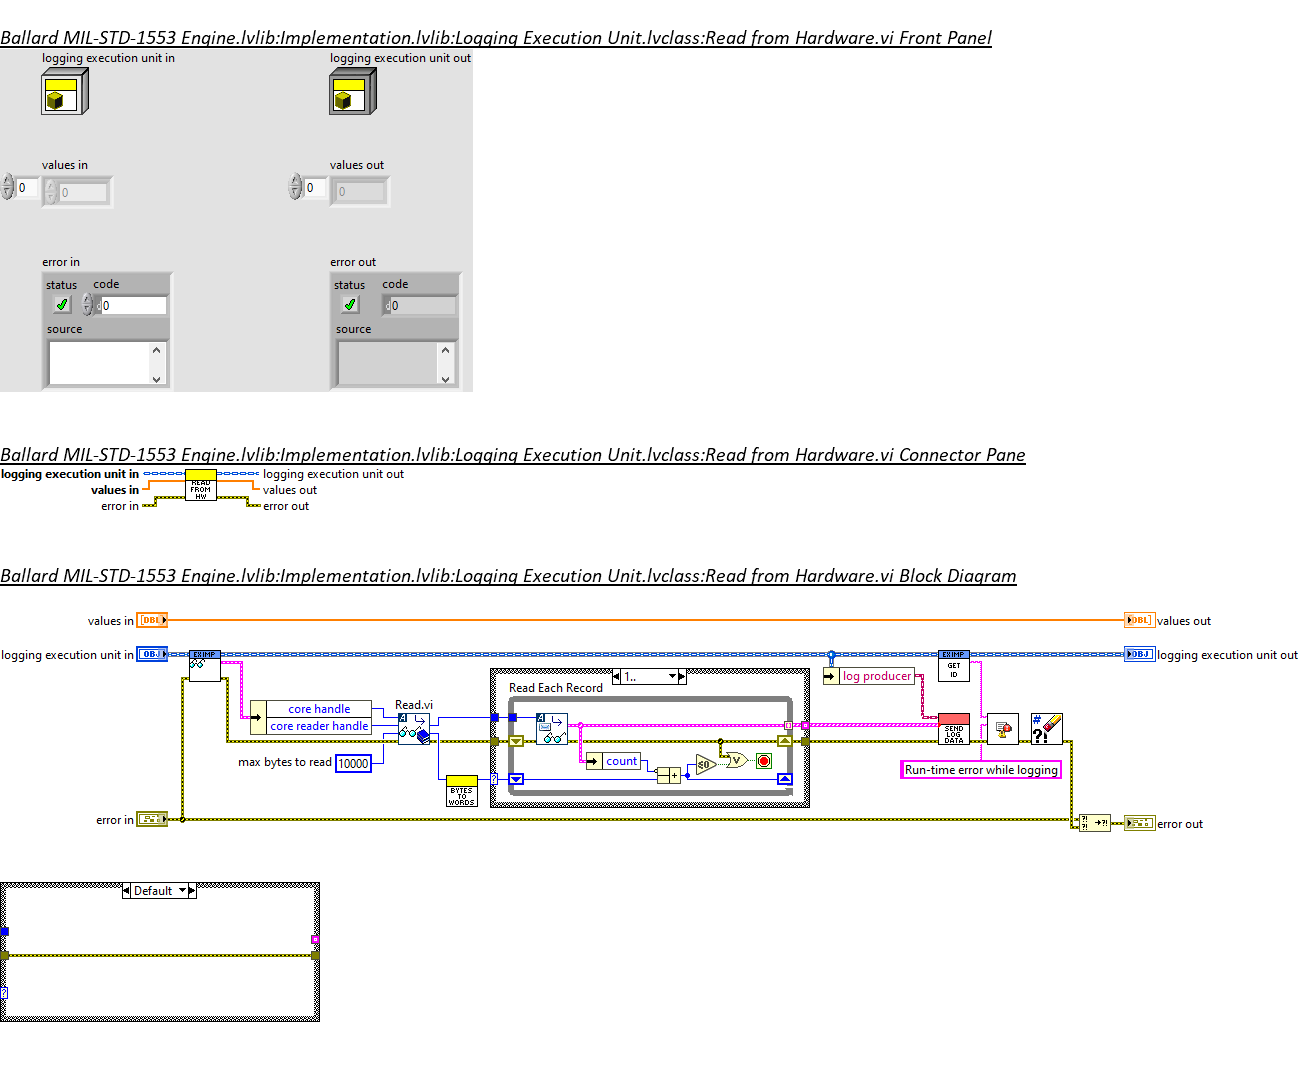 Ballard MIL-STD-1553 Engine.lvlib:Implementation.lvlib:Logging Execution Unit.lvclass:Read from Hardware.vi Front Panel
logging execution unit in
logging execution unit out
values in
values out
0
0
0
0
error in
error out
status
code
status
code
d 0
d 0
source
source
Ballard MIL-STD-1553 Engine.lvlib:Implementation.lvlib:Logging Execution Unit.lvclass:Read from Hardware.vi Connector Pane
logging execution unit in
logging execution unit out
READ
FROM
HW
values in
values out
error in
error out
Ballard MIL-STD-1553 Engine.lvlib:Implementation.lvlib:Logging Execution Unit.lvclass:Read from Hardware.vi Block Diagram
values in
[DBL]
DBL]
values out
logging execution unit in
OBJ
EXIMP
EXIMP
GET
ID
OBJ
logging execution unit out
1..
log producer
Read Each Record
Read.vi
core handle
core reader handle
SEND
LOG
DATA
max bytes to read
10000
count
Run-time error while logging
BYTES
TO
WORDS
error in
error out
Default